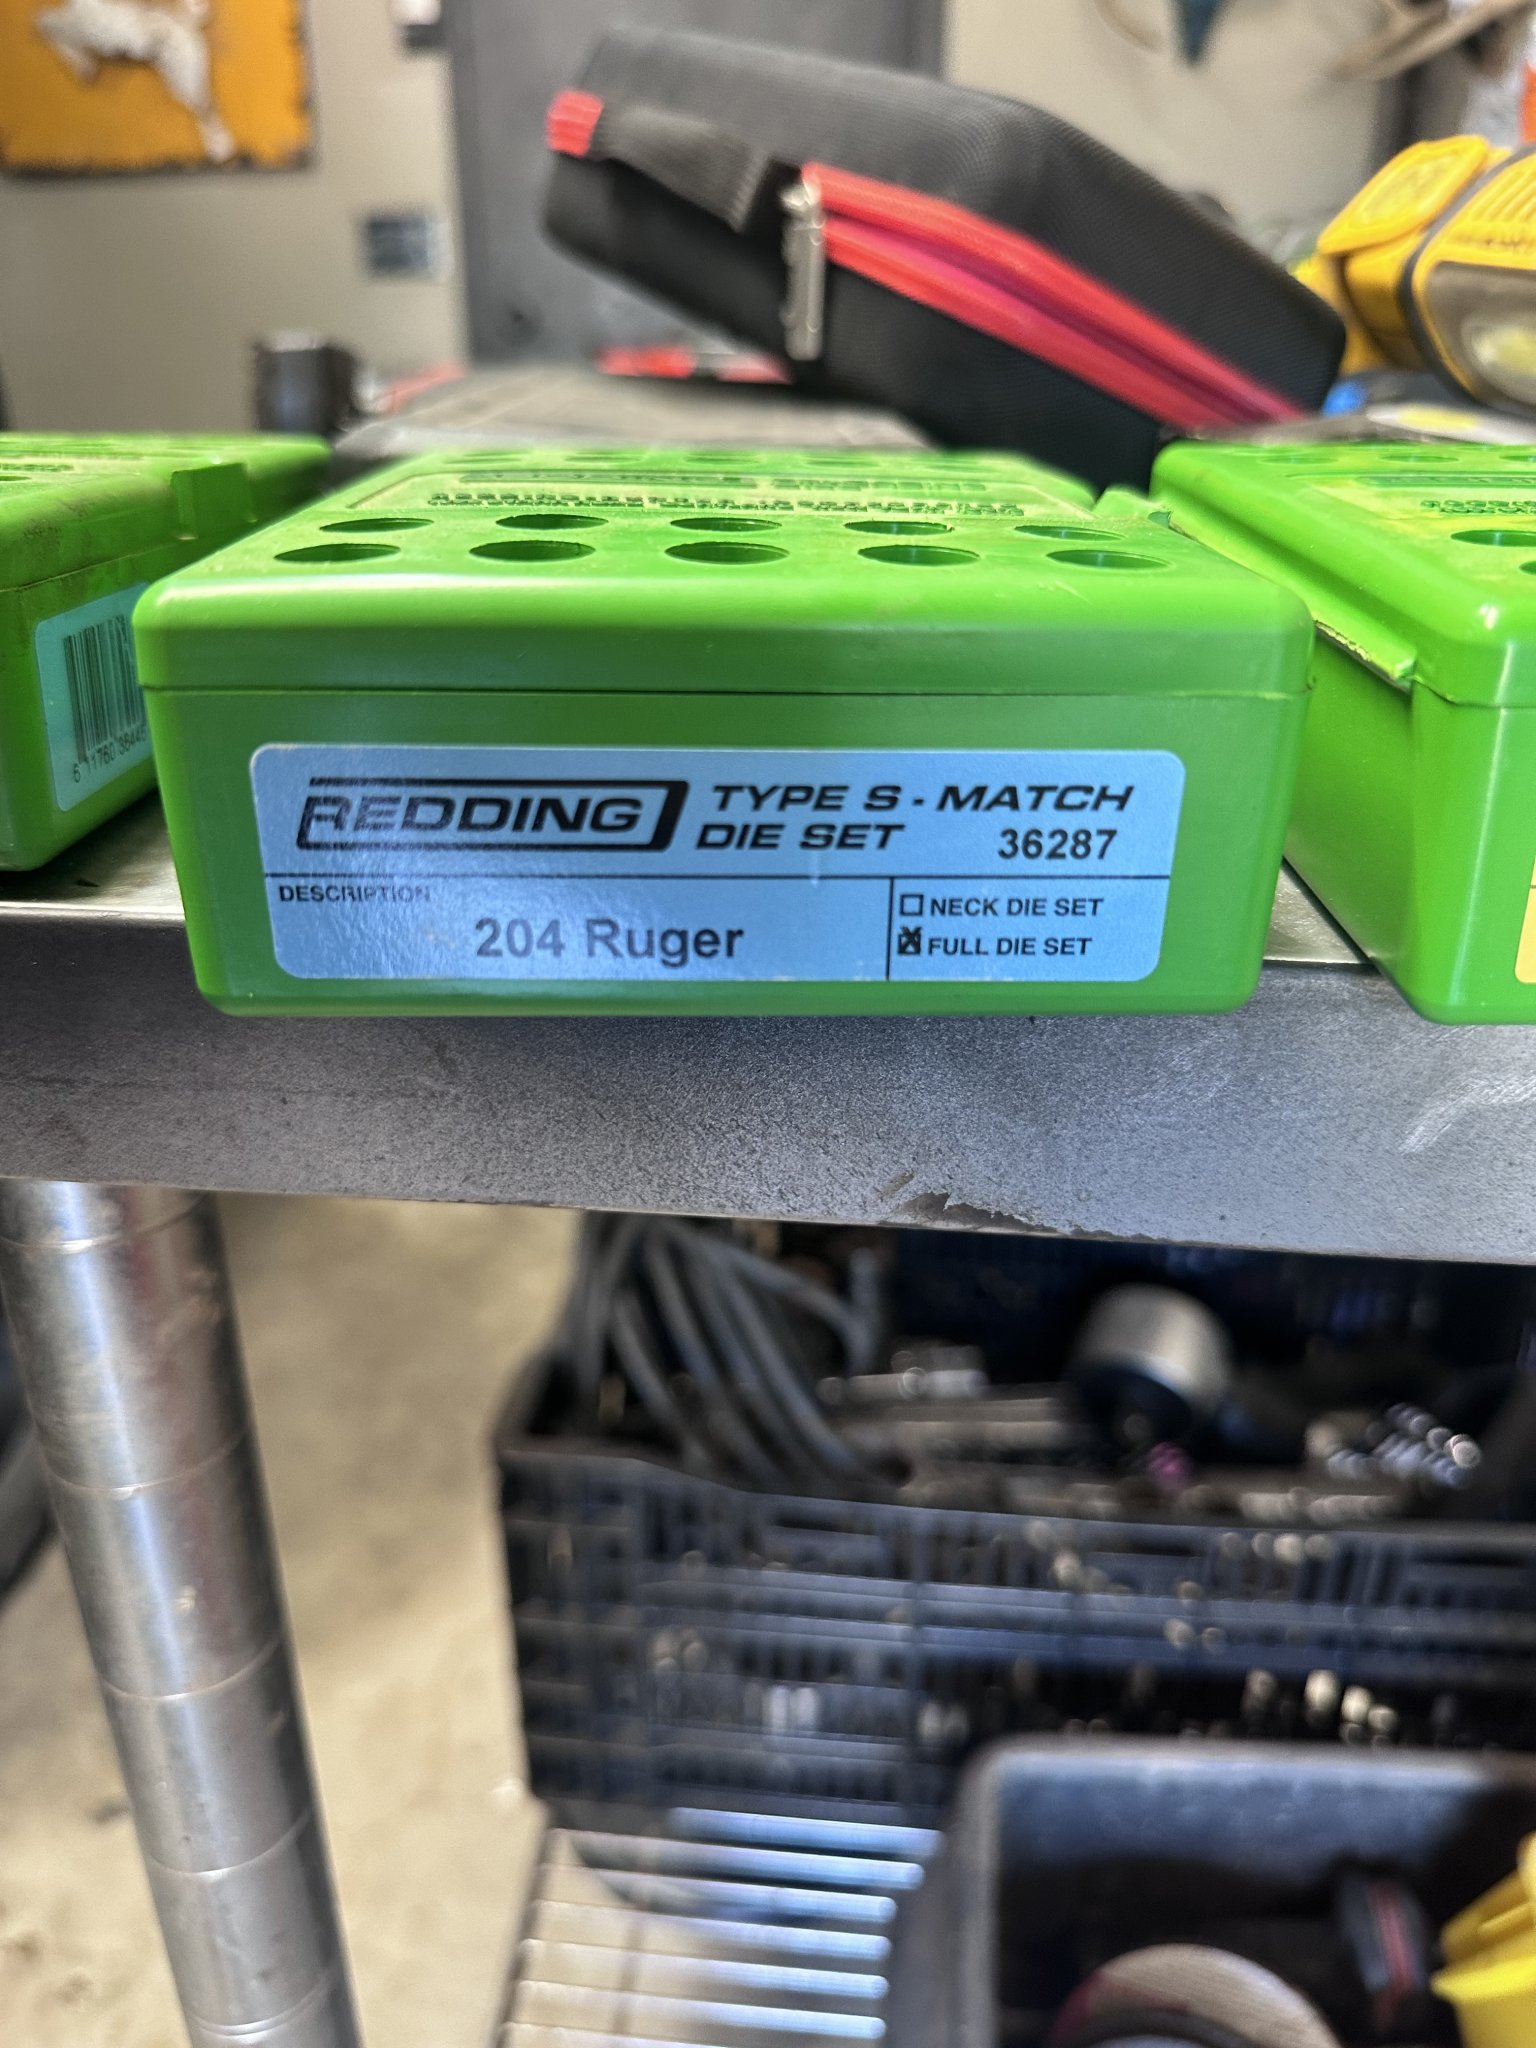 REDDING
TYPE S - MATCH
DIE SET
36287
DESCRIPTION
204 Ruger
NECK DIE SET
FULL DIE SET